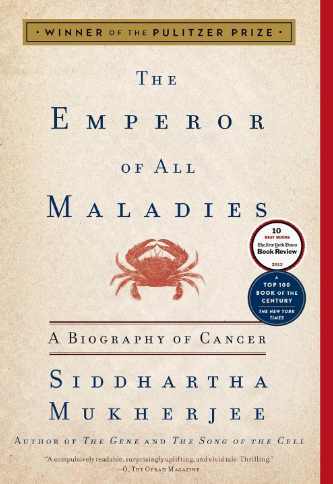 · WINNER OF THE PULITZER PRIZE ·
THE
EMPEROR
OF ALL
MALADIES
10
BEST BOOKS
The New York Times
Book Review
A
TOP 100
BOOK OF THE
CENTURY
THE NEW YORK
TIMES
A BIOGRAPHY OF CANCER
SIDDHARTHA
MUKHERJEE
AUTHOR OF THE GENE AND THE SONG OF THE CELL
"A compulsively readable, surprisingly uplifting, and vivid tale. Thrilling."
—O, THE OPRAH MAGAZINE